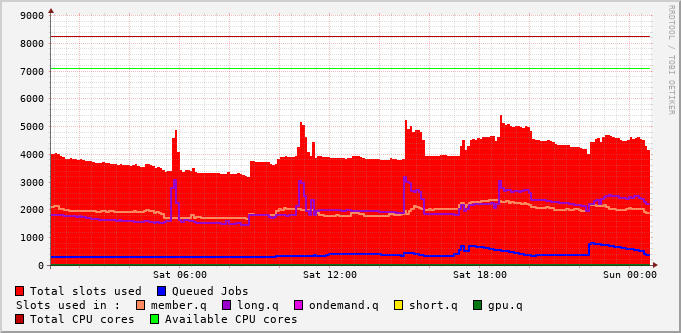 RRDTOOL / TOBI OETIKER
9000
8000
7000
6000
5000
4000
3000
2000
1000
0
Sat 06:00 Sat 12:00 Sat 18:00 Sun 00:00
Total slots used Queued Jobs
Slots used in : member.q long.q ondemand.q short.q gpu.q
Total CPU cores Available CPU cores